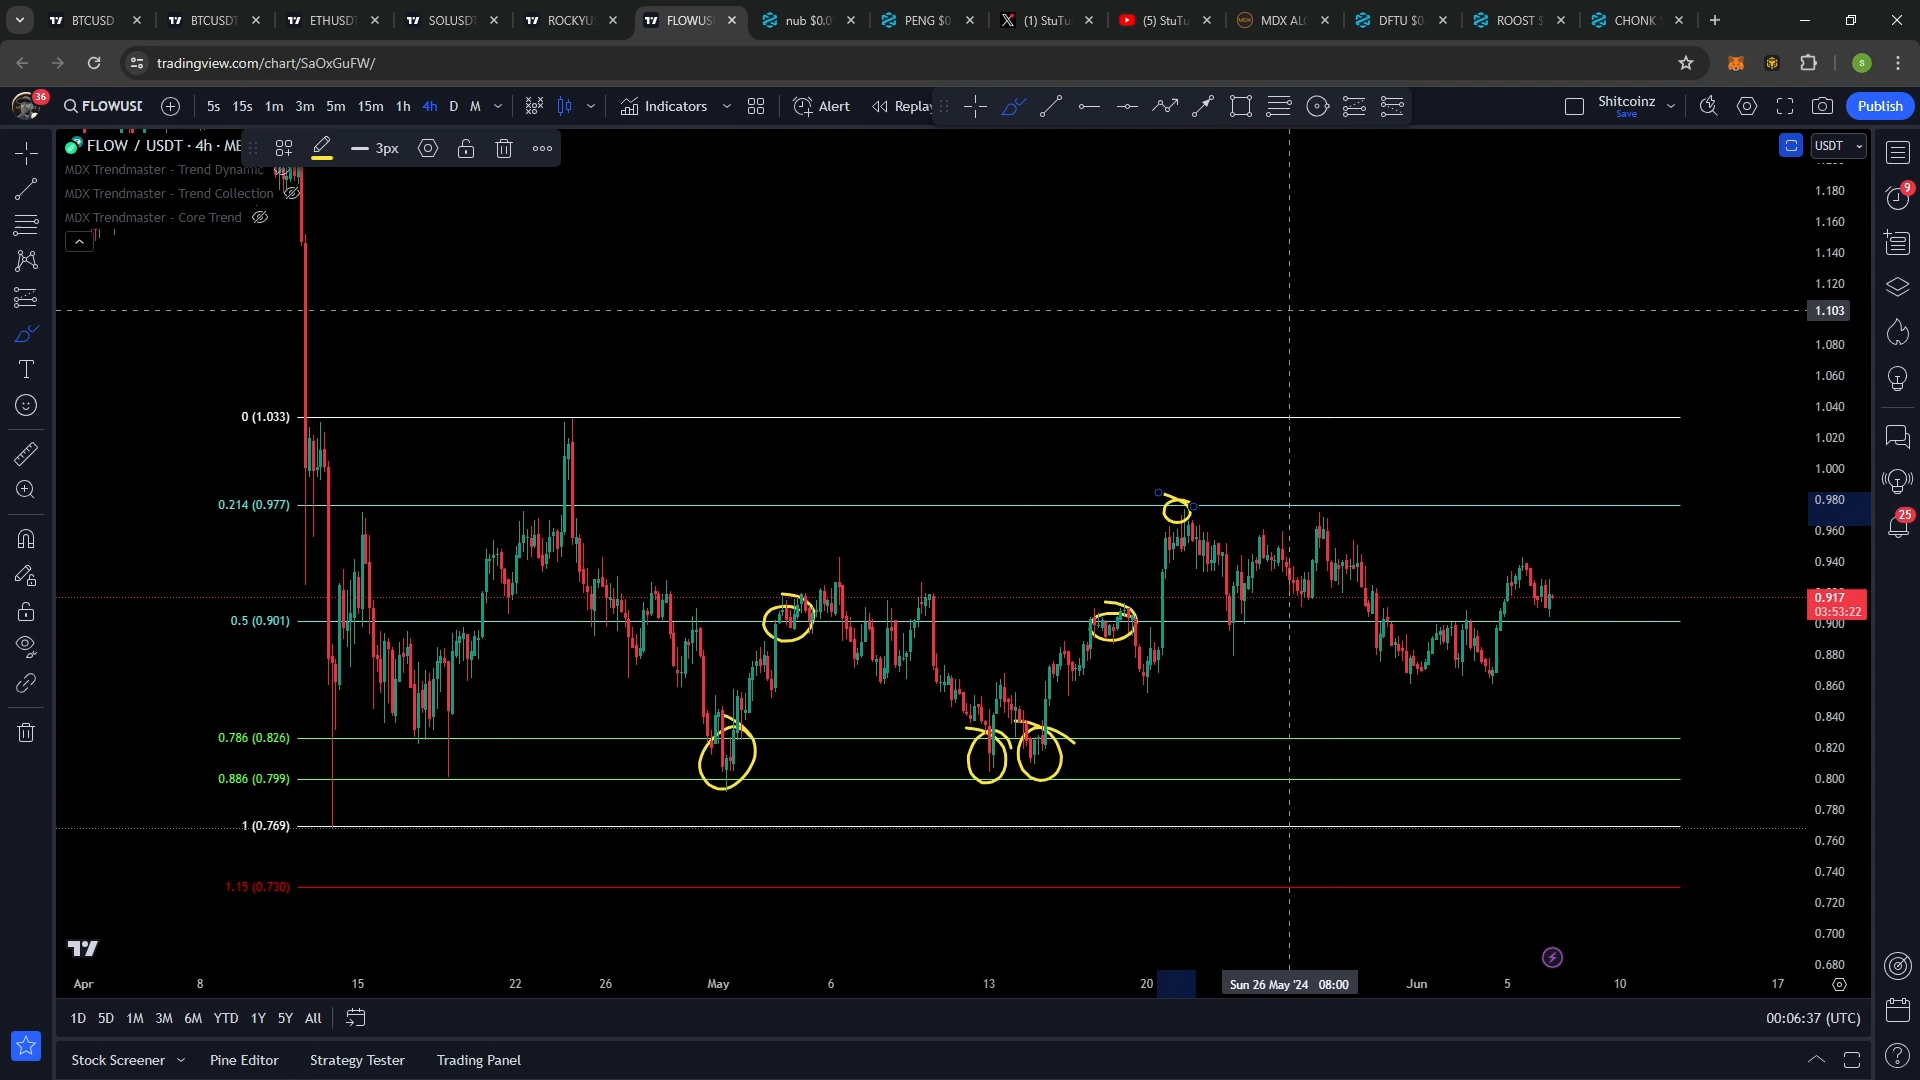 BTCUSD
BTCUSDT
ETHUSDT
SOLUSDT
ROCKYU
FLOWUS
nub $0.0
PENG $0
(1) StuTu
(5) StuTu
MDX ALG
DFTU $0.
ROOST $
CHONK
tradingview.com/chart/SaOxGuFW/
S
36
FLOWUSD
5s 15s 1m 3m 5m 15m 1h 4h D M
Indicators
Alert
Replay
Shitcoinz
Save
Publish
FLOW / USDT · 4h · ME
3px
USDT
MDX Trendmaster - Trend Dynamic
MDX Trendmaster - Trend Collection
MDX Trendmaster - Core Trend
9
25
1.180
1.160
1.140
1.120
1.103
1.080
1.060
1.040
1.020
1.000
0.980
0.960
0.940
0.917
03:53:22
0.900
0.880
0.860
0.840
0.820
0.800
0.780
0.760
0.740
0.720
0.700
0.680
0 (1.033)
0.214 (0.977)
0.5 (0.901)
0.786 (0.826)
0.886 (0.799)
1 (0.769)
1.15 (0.730)
Apr 8 15 22 26 May 6 13 20 Sun 26 May '24 08:00 Jun 5 10 17
1D 5D 1M 3M 6M YTD 1Y 5Y All
00:06:37 (UTC)
Stock Screener
Pine Editor
Strategy Tester
Trading Panel